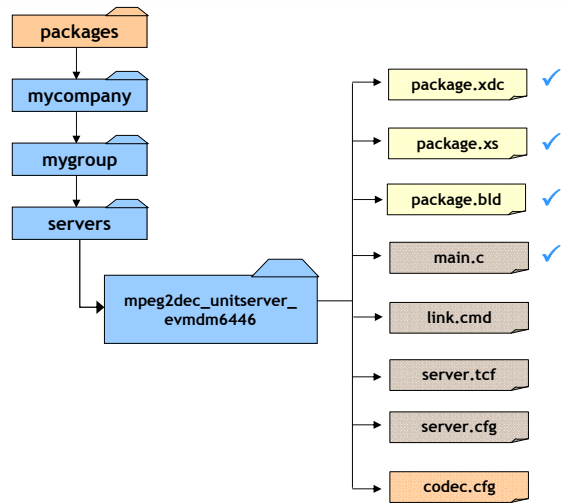 packages
mycompany
mygroup
servers
mpeg2dec_unitserver_
evmdm6446
package.xdc
package.xs
package.bld
main.c
link.cmd
server.tcf
server.cfg
codec.cfg